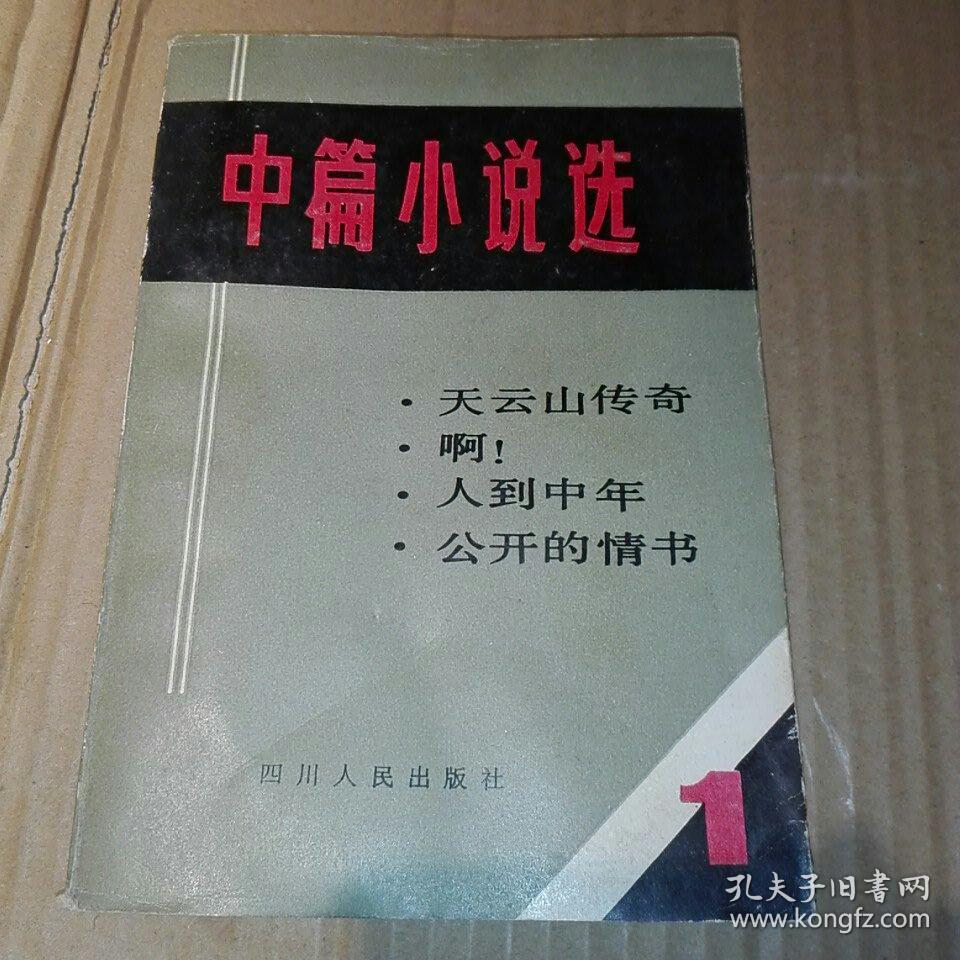 中篇小说选
· 天云山传奇
· 啊！
· 人到中年
· 公开的情书
四川人民出版社
1
孔夫子旧書网
www.kongfz.com